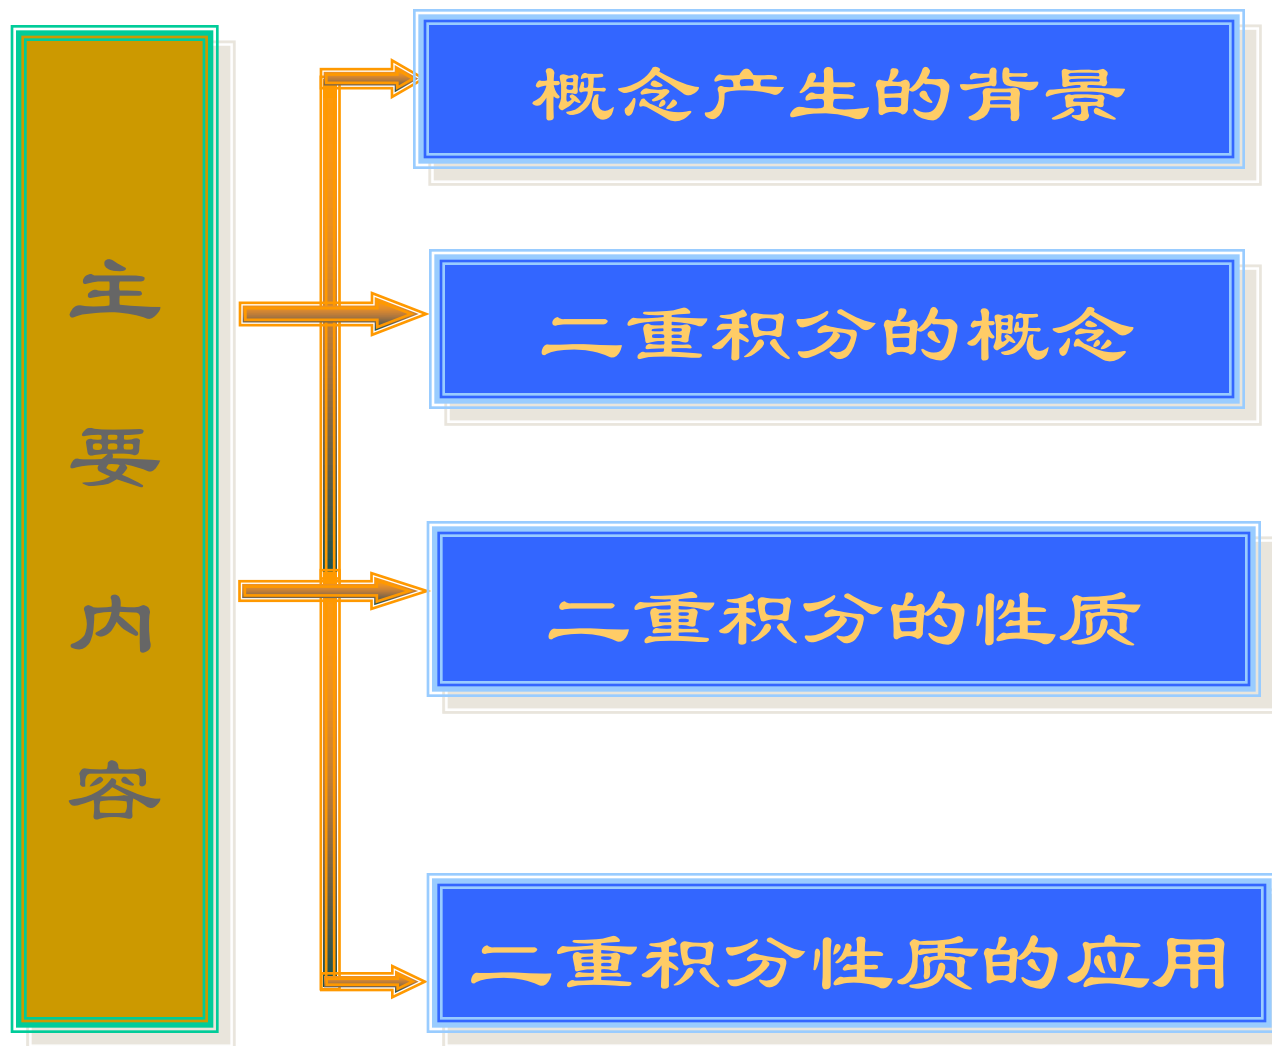 主要内容
概念产生的背景
二重积分的概念
二重积分的性质
二重积分性质的应用